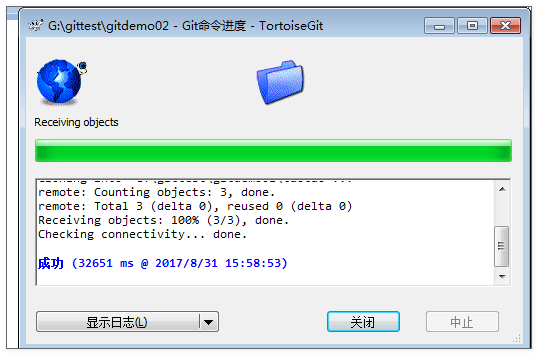 G:\gittest\gitdemo02 - Git命令进度 - TortoiseGit
Receiving objects
remote: Counting objects: 3, done.
remote: Total 3 (delta 0), reused 0 (delta 0)
Receiving objects: 100% (3/3), done.
Checking connectivity... done.
成功 (32651 ms @ 2017/8/31 15:58:53)
显示日志(L)
关闭
中止